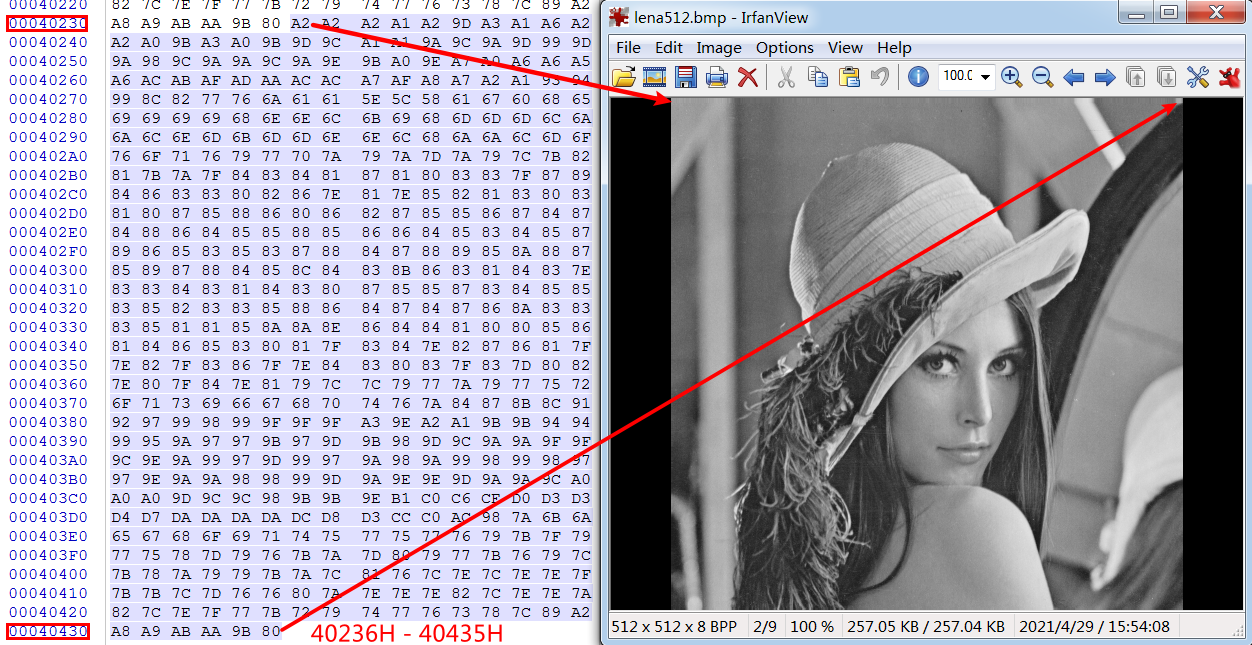 00040220 82 7C 7E 7F 77 7B 72 79 74 77 76 73 78 7C 89 A2
00040230 A8 A9 AB AA 9B 80 A2 A2 A2 A1 A2 9D A3 A1 A6 A2
00040240 A2 A0 9B A3 A0 9B 9D 9C A1 A1 9A 9C 9A 9D 99 9D
00040250 9A 98 9C 9A 9A 9C 9A 9E 9B A0 9E A7 A0 A6 A6 A5
00040260 A6 AC AB AF AD AA AC AC A7 AF A8 A7 A2 A1 93 94
00040270 99 8C 82 77 76 6A 61 61 5E 5C 58 61 67 60 68 65
00040280 69 69 69 69 68 6E 6E 6C 6B 69 68 6D 6D 6D 6C 6A
00040290 6A 6C 6E 6D 6B 6D 6D 6E 6E 6C 68 6A 6A 6C 6D 6F
000402A0 76 6F 71 76 79 77 70 7A 79 7A 7D 7A 79 7C 7B 82
000402B0 81 7B 7A 7F 84 83 84 81 87 81 80 83 83 7F 87 89
000402C0 84 86 83 83 80 82 86 7E 81 7E 85 82 81 83 80 83
000402D0 81 80 87 85 88 86 80 86 82 87 85 85 86 87 84 87
000402E0 84 88 86 84 85 85 88 85 86 86 84 85 83 84 85 87
000402F0 89 86 85 83 85 83 87 88 84 87 88 89 85 8A 88 87
00040300 85 89 87 88 84 85 8C 84 83 8B 86 83 81 84 83 7E
00040310 83 83 84 83 81 84 83 80 87 85 85 87 83 84 85 85
00040320 83 85 82 83 83 85 88 86 84 87 84 87 86 8A 83 83
00040330 83 85 81 81 85 8A 8A 8E 86 84 84 81 80 80 85 86
00040340 81 84 86 85 83 80 81 7F 83 84 7E 82 87 86 81 7F
00040350 7E 82 7F 83 86 7F 7E 84 83 80 83 7F 83 7D 80 82
00040360 7E 80 7F 84 7E 81 79 7C 7C 79 77 7A 79 77 75 72
00040370 6F 71 73 69 66 67 68 70 74 76 7A 84 87 8B 8C 91
00040380 92 97 99 98 99 9F 9F 9F A3 9E A2 A1 9B 9B 94 94
00040390 99 95 9A 97 97 9B 97 9D 9B 98 9D 9C 9A 9A 9F 9F
000403A0 9C 9E 9A 99 97 9D 99 97 9A 98 9A 99 98 99 98 97
000403B0 97 9E 9A 9A 98 98 99 9D 9A 9E 9E 9D 9A 9A 9C A0
000403C0 A0 A0 9D 9C 9C 98 9B 9B 9E B1 C0 C6 CE D0 D3 D3
000403D0 D4 D7 DA DA DA DA DC D8 D3 CC C0 AC 98 7A 6B 6A
000403E0 65 67 68 6F 69 71 74 75 77 75 77 76 79 7B 7F 79
000403F0 77 75 78 7D 79 76 7B 7A 7D 80 79 77 7B 76 79 7C
00040400 7B 78 7A 79 79 7B 7A 7C 81 76 7C 7E 7C 7E 7E 7F
00040410 7B 7B 7C 7D 76 76 80 7A 7E 7E 7E 82 7C 7E 7E 7A
00040420 82 7C 7E 7F 77 7B 72 79 74 77 76 73 78 7C 89 A2
00040430 A8 A9 AB AA 9B 80
40236H - 40435H
lena512.bmp - IrfanView
File Edit Image Options View Help
100.0
512 x 512 x 8 BPP 2/9 100 % 257.05 KB / 257.04 KB 2021/4/29 / 15:54:08